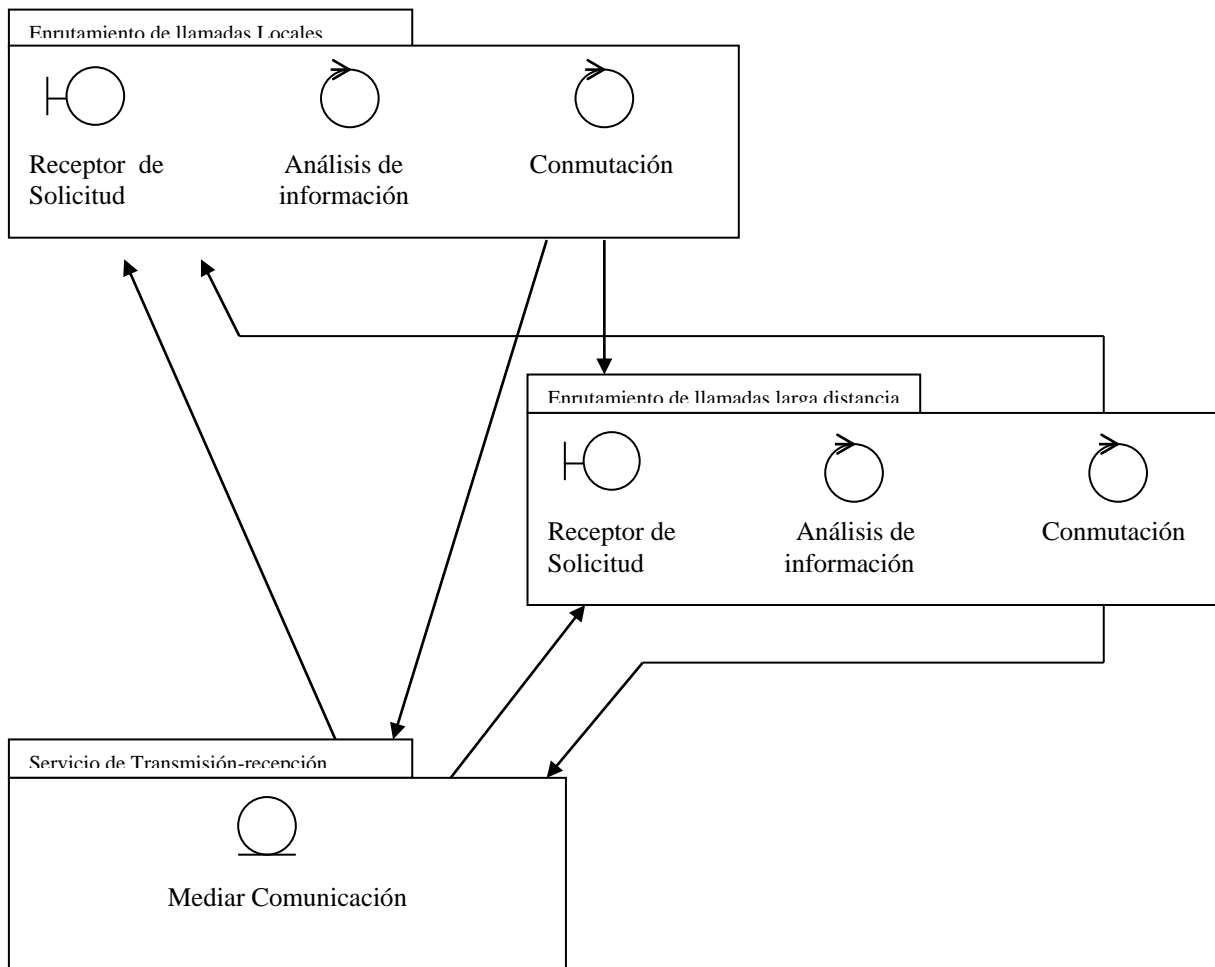 Enrutamiento de llamadas Locales
Receptor de
Solicitud
Análisis de
información
Conmutación
Enrutamiento de llamadas larga distancia
Receptor de
Solicitud
Análisis de
información
Conmutación
Servicio de Transmisión-recepción
Mediar Comunicación